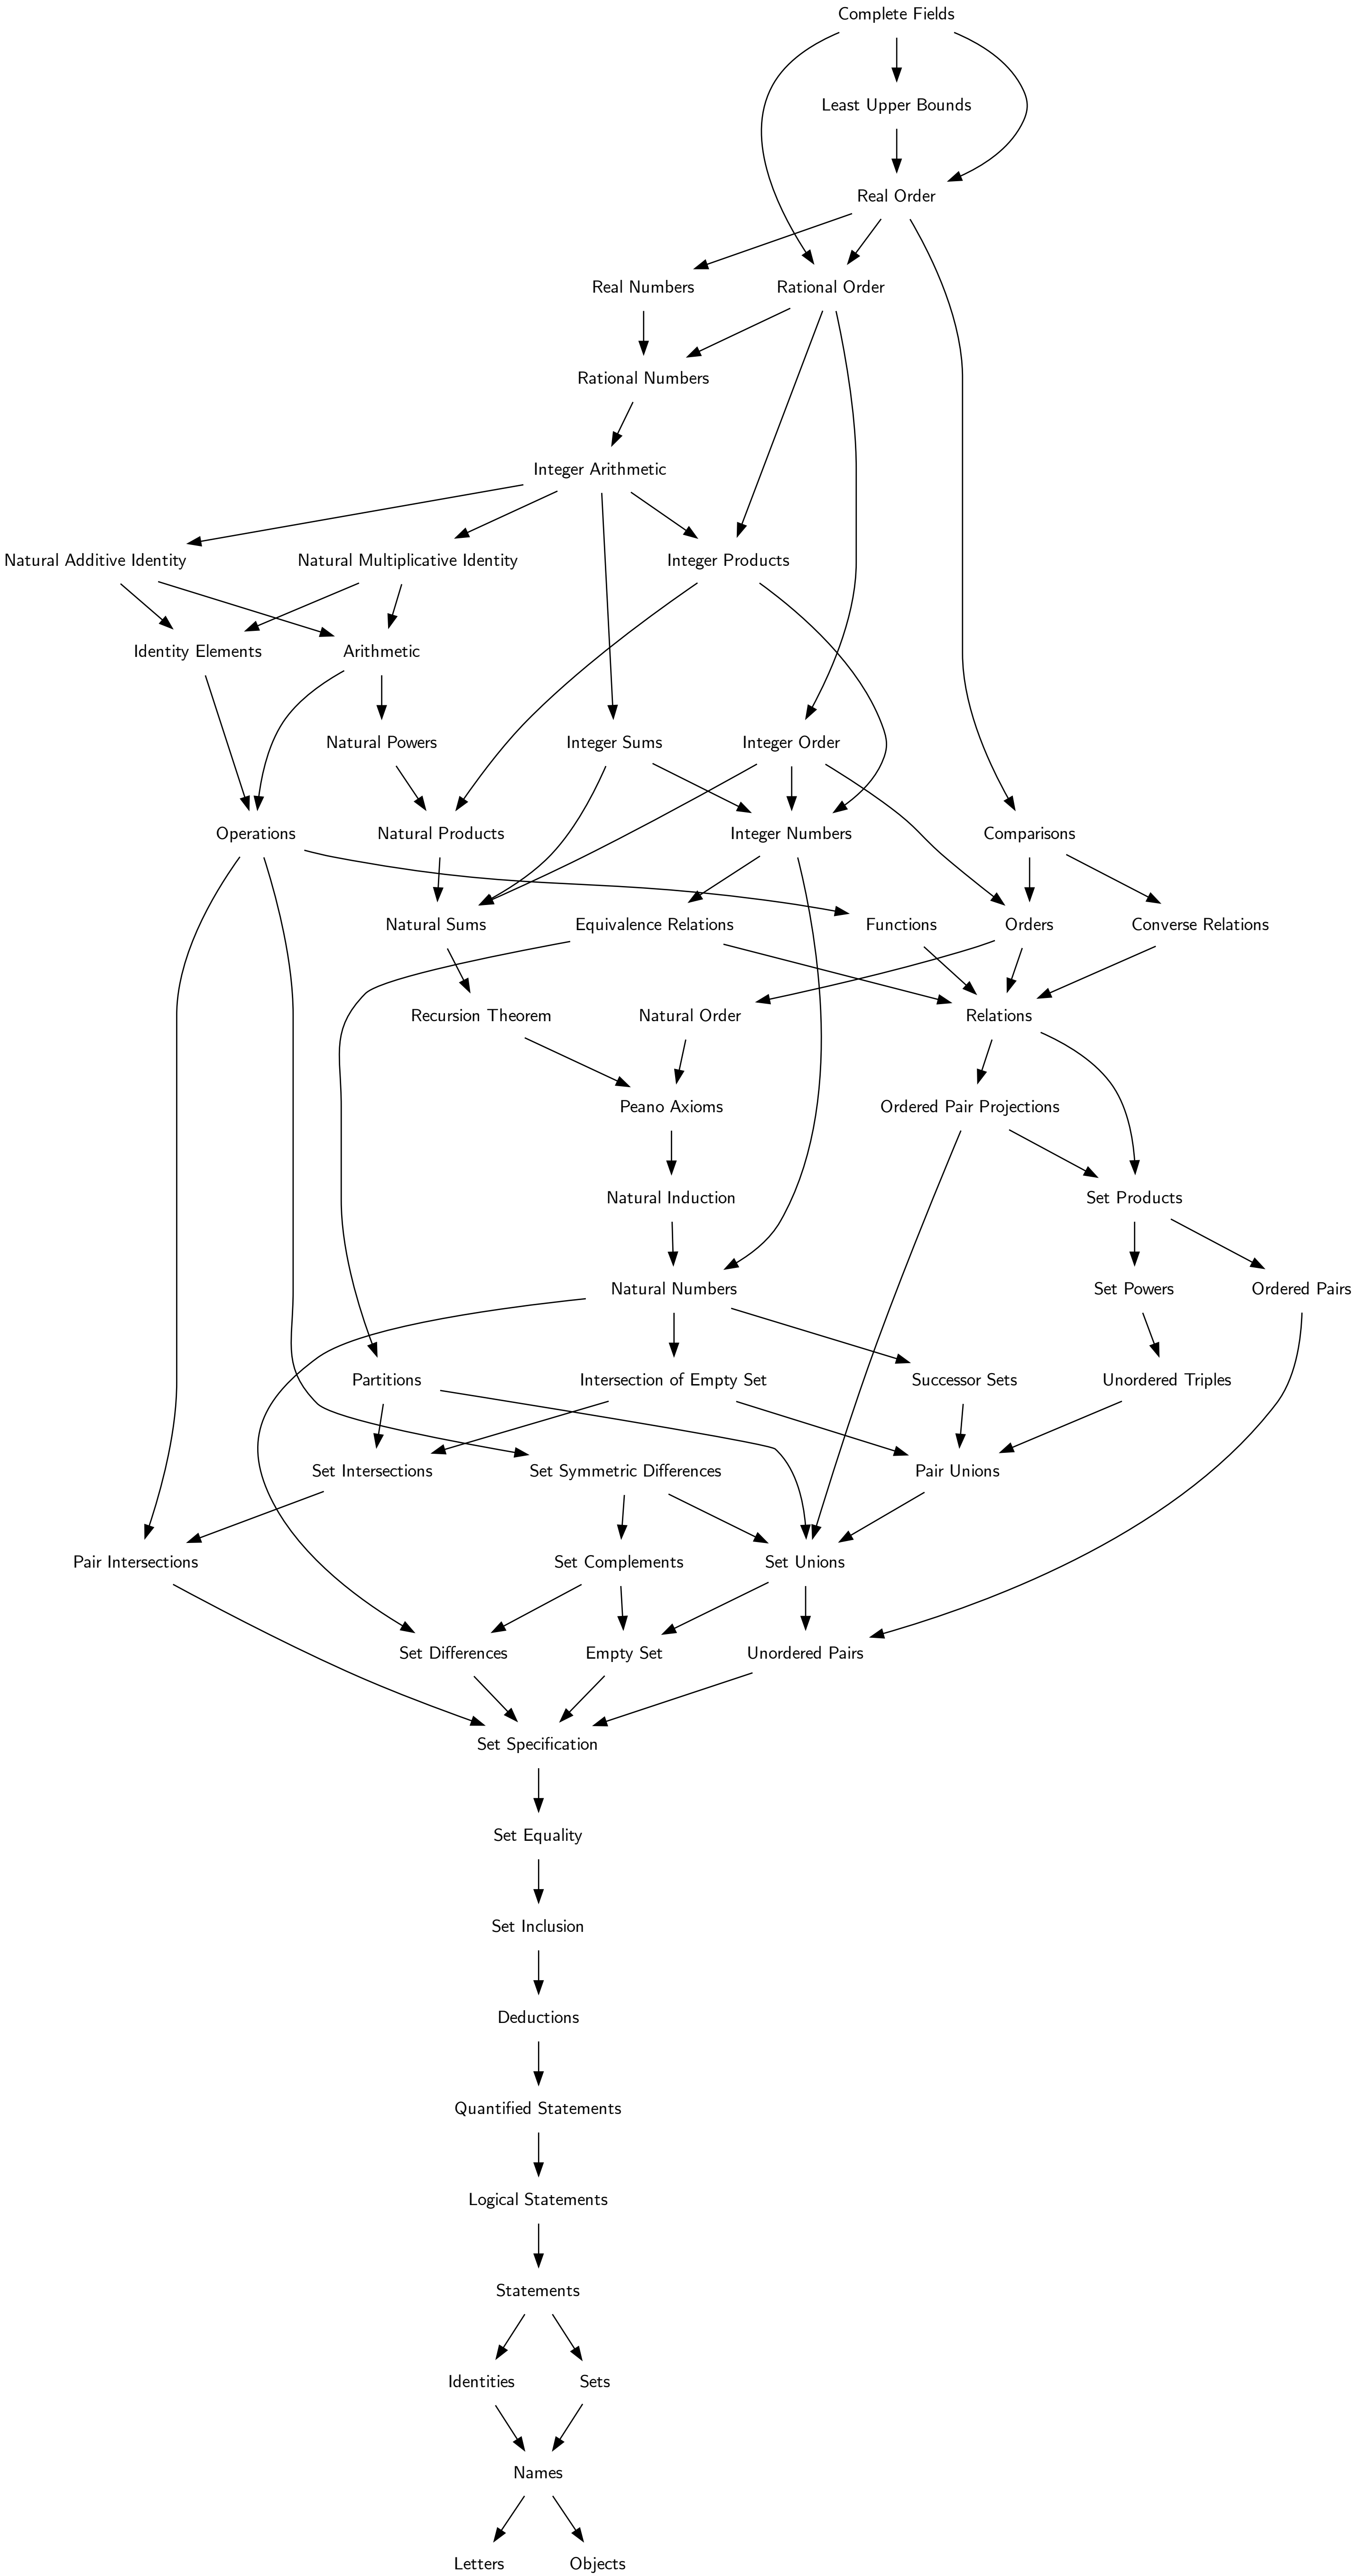 Complete Fields
Least Upper Bounds
Real Order
Real Numbers
Rational Order
Rational Numbers
Integer Arithmetic
Natural Additive Identity
Natural Multiplicative Identity
Integer Products
Identity Elements
Arithmetic
Natural Powers
Integer Sums
Integer Order
Operations
Natural Products
Integer Numbers
Comparisons
Natural Sums
Equivalence Relations
Functions
Orders
Converse Relations
Recursion Theorem
Natural Order
Relations
Peano Axioms
Ordered Pair Projections
Natural Induction
Set Products
Natural Numbers
Set Powers
Ordered Pairs
Partitions
Intersection of Empty Set
Successor Sets
Unordered Triples
Set Intersections
Set Symmetric Differences
Pair Unions
Pair Intersections
Set Complements
Set Unions
Set Differences
Empty Set
Unordered Pairs
Set Specification
Set Equality
Set Inclusion
Deductions
Quantified Statements
Logical Statements
Statements
Identities
Sets
Names
Letters
Objects